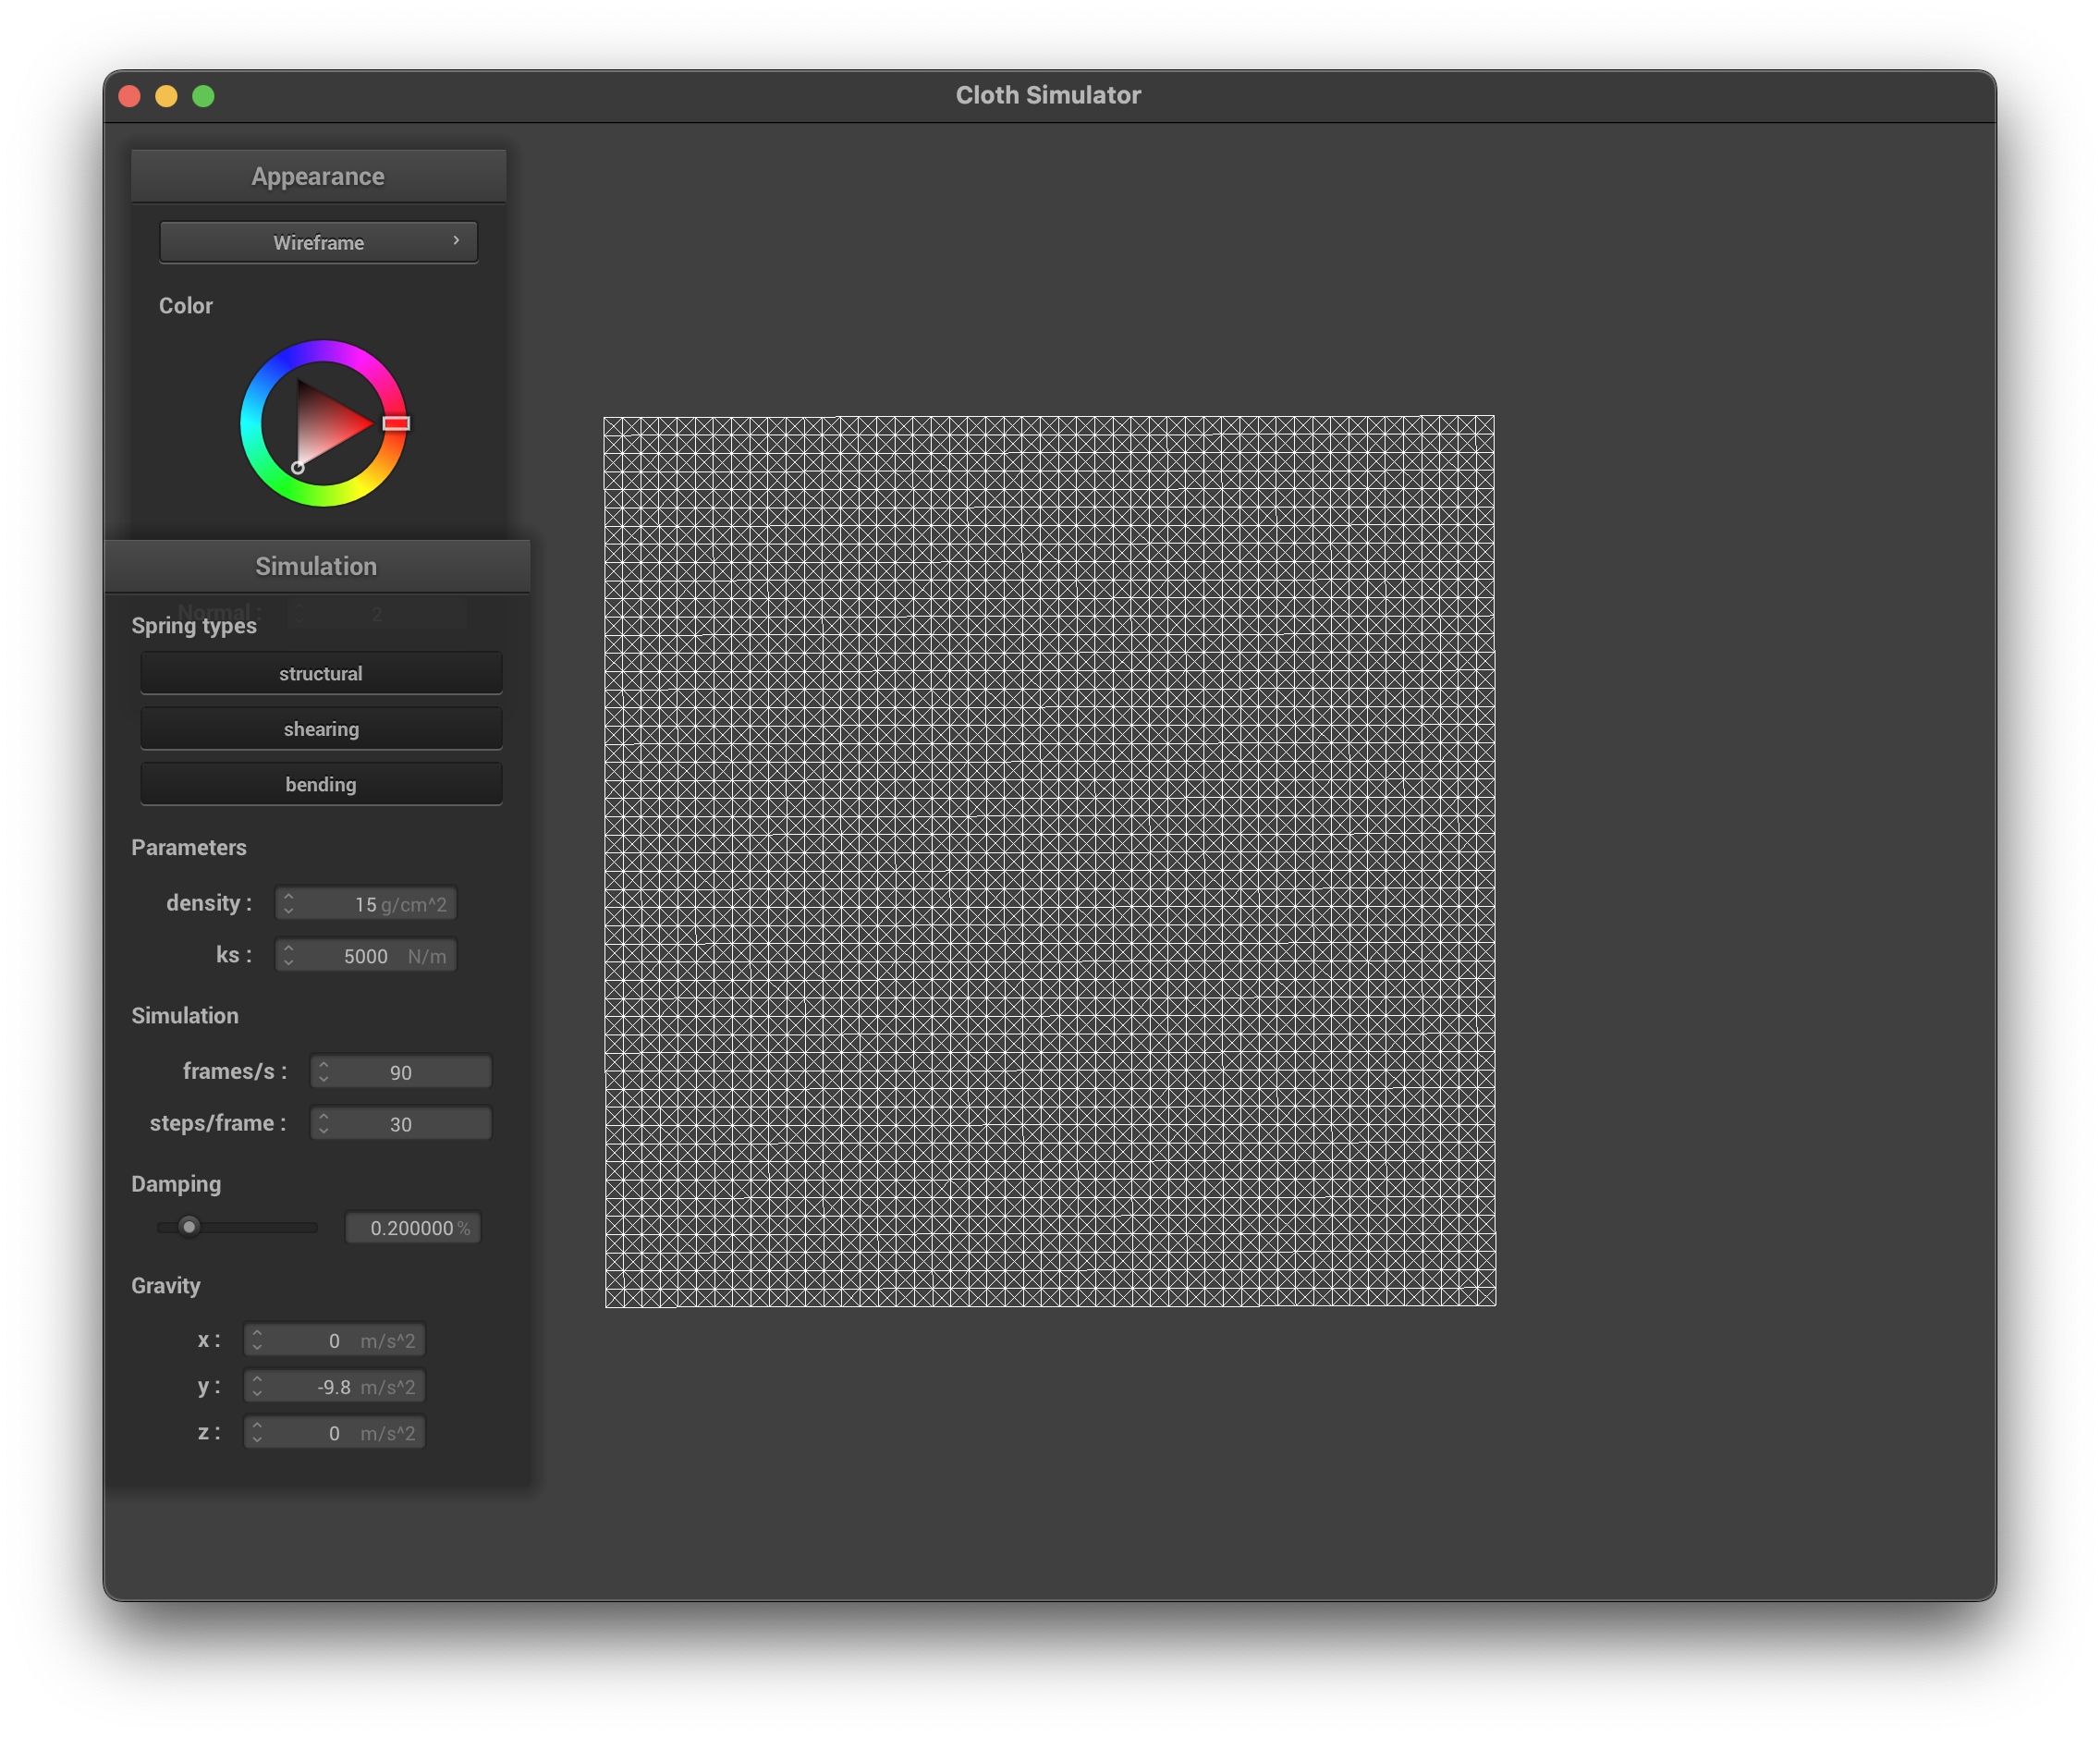 Cloth Simulator
Appearance
Wireframe
Color
Simulation
Normal : 2
Spring types
structural
shearing
bending
Parameters
density : 15 g/cm^2
ks : 5000 N/m
Simulation
frames/s : 90
steps/frame : 30
Damping
0.200000 %
Gravity
x : 0 m/s^2
y : -9.8 m/s^2
z : 0 m/s^2